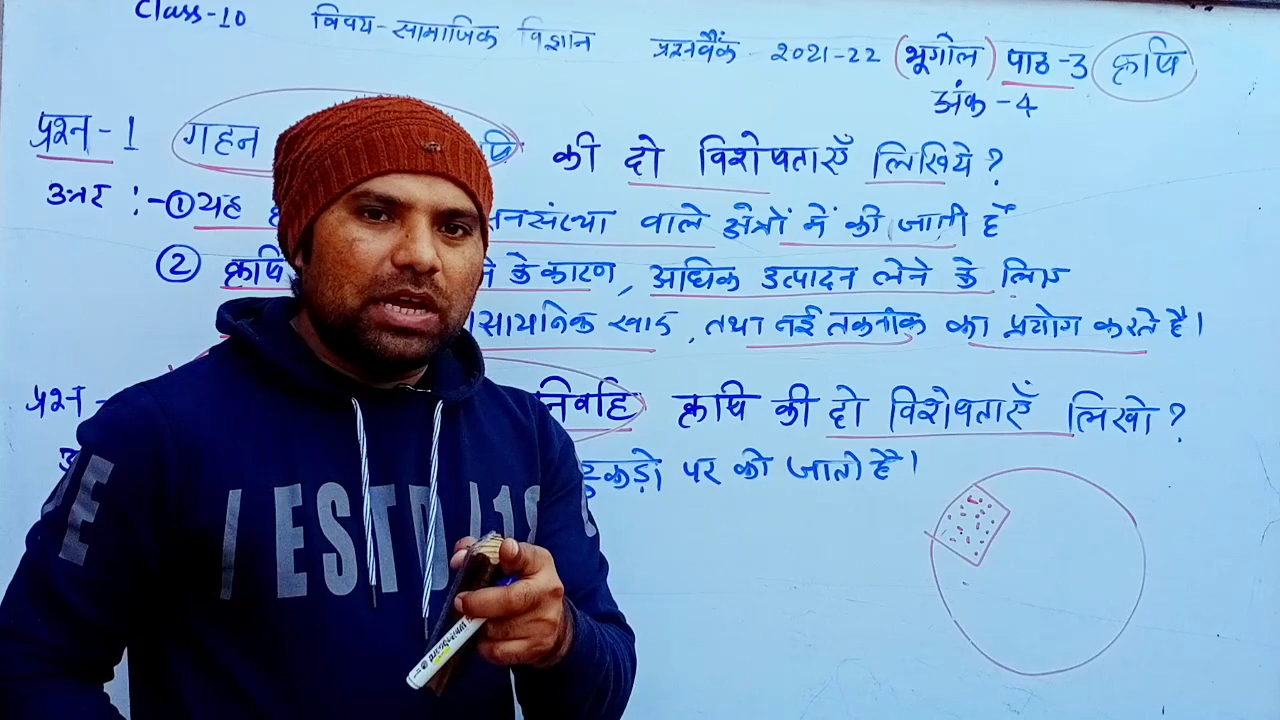 Class-10 विषय-सामाजिक विज्ञान प्रश्नबैंक - 2021-22 (भूगोल) पाठ-3 कृषि
अंक-4
प्रश्न-1 गहन षि की दो विशेषताएँ लिखिये?
उत्तर :-① यह जनसंख्या वाले क्षेत्रों में की जाती है
② कृषि ने के कारण, अधिक उत्पादन लेने के लिए
रासायनिक खाद, तथा नई तकनीक का प्रयोग करते है।
प्रश्न - निर्वाह कृषि की दो विशेषताएँ लिखो?
टुकड़ो पर की जाती है।
ESTD